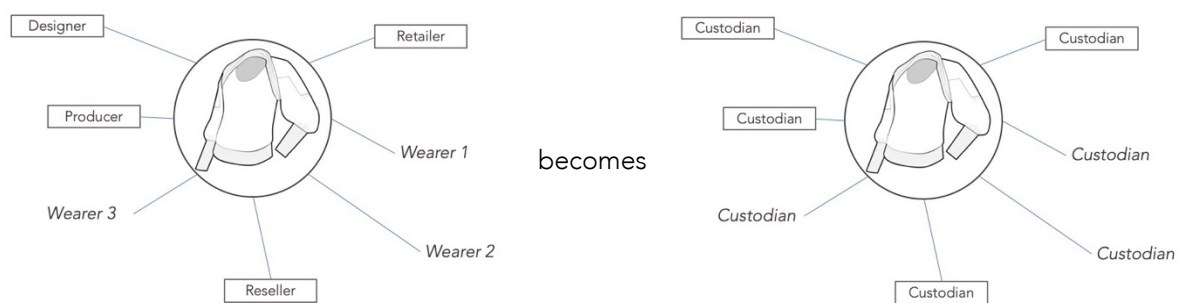 Designer
Retailer
Producer
Wearer 1
Wearer 3
Wearer 2
Reseller
becomes
Custodian
Custodian
Custodian
Custodian
Custodian
Custodian
Custodian